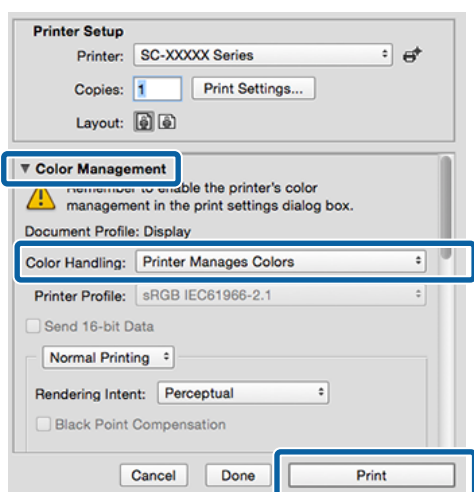 Printer Setup
Printer: SC-XXXXX Series
Copies: 1 Print Settings...
Layout:
▼ Color Management
Remember to enable the printer's color
management in the print settings dialog box.
Document Profile: Display
Color Handling: Printer Manages Colors
Printer Profile: sRGB IEC61966-2.1
Send 16-bit Data
Normal Printing
Rendering Intent: Perceptual
Black Point Compensation
Cancel Done Print